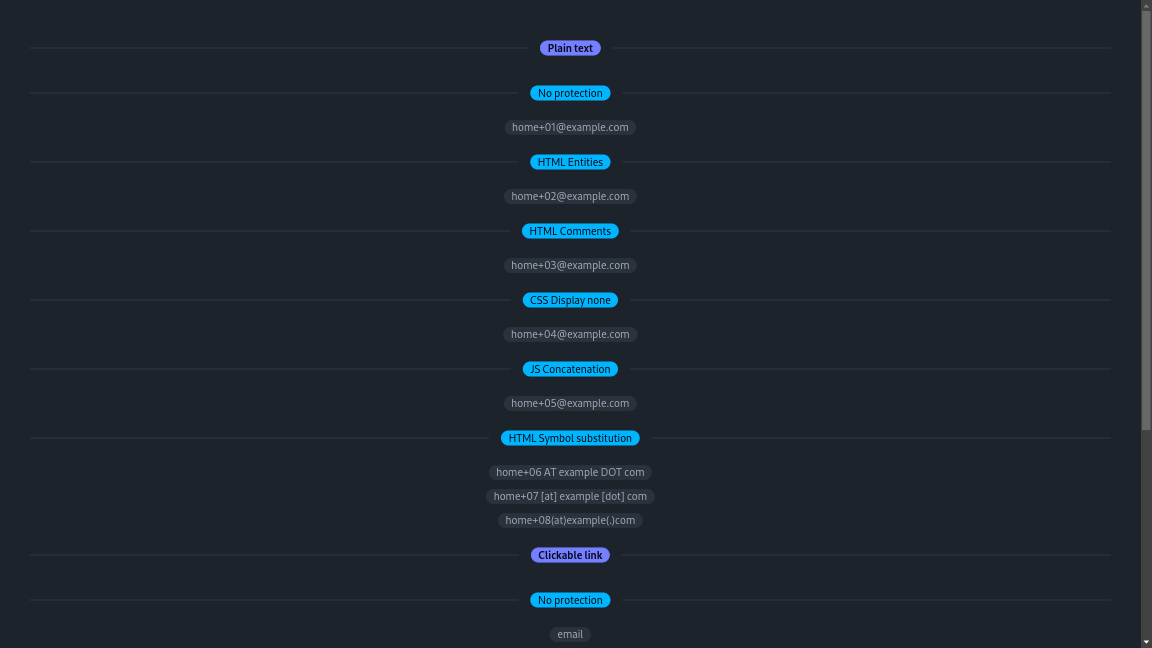 Plain text
No protection
home+01@example.com
HTML Entities
home+02@example.com
HTML Comments
home+03@example.com
CSS Display none
home+04@example.com
JS Concatenation
home+05@example.com
HTML Symbol substitution
home+06 AT example DOT com
home+07 [at] example [dot] com
home+08(at)example(.)com
Clickable link
No protection
email